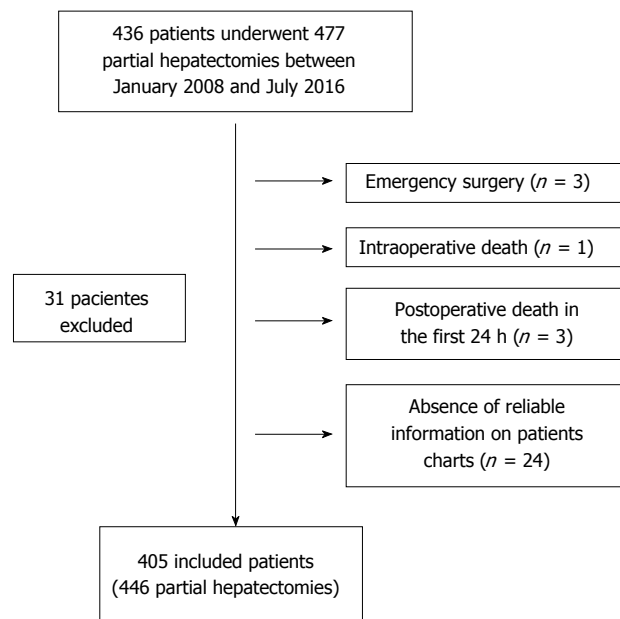 436 patients underwent 477
partial hepatectomies between
January 2008 and July 2016
Emergency surgery (n = 3)
Intraoperative death (n = 1)
31 pacientes
excluded
Postoperative death in
the first 24 h (n = 3)
Absence of reliable
information on patients
charts (n = 24)
405 included patients
(446 partial hepatectomies)